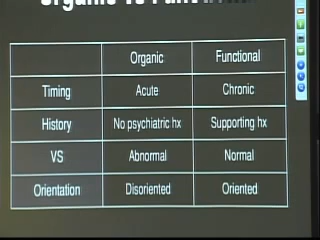 Organic vs Functional
Organic Functional
Timing Acute Chronic
History No psychiatric hx Supporting hx
VS Abnormal Normal
Orientation Disoriented Oriented